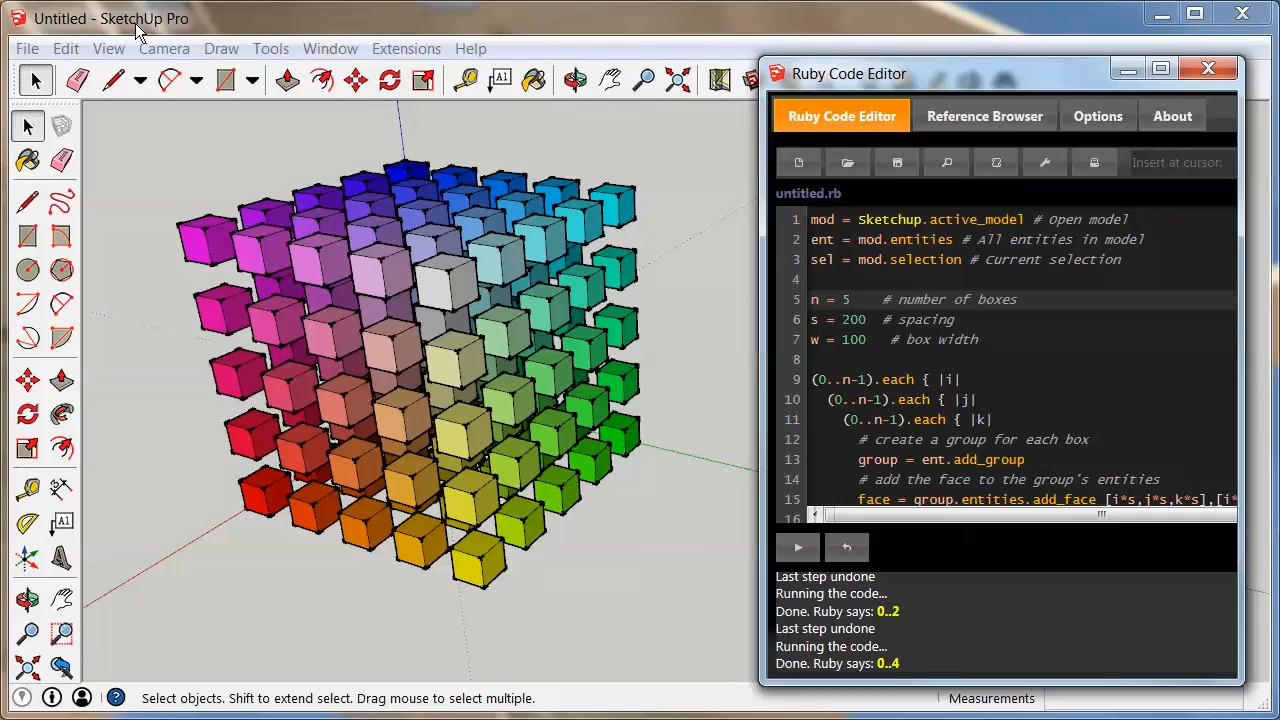 Untitled - SketchUp Pro
File Edit View Camera Draw Tools Window Extensions Help
A1
Ruby Code Editor
Ruby Code Editor Reference Browser Options About
Insert at cursor:
untitled.rb
1 mod = Sketchup.active_model # Open model
2 ent = mod.entities # All entities in model
3 sel = mod.selection # Current selection
4
5 n = 5 # number of boxes
6 s = 200 # spacing
7 w = 100 # box width
8
9 (0..n-1).each { |i|
10 (0..n-1).each { |j|
11 (0..n-1).each { |k|
12 # create a group for each box
13 group = ent.add_group
14 # add the face to the group's entities
15 face = group.entities.add_face [i*s,j*s,k*s],[i*
16
A1
Last step undone
Running the code...
Done. Ruby says: 0..2
Last step undone
Running the code...
Done. Ruby says: 0..4
Select objects. Shift to extend select. Drag mouse to select multiple.
Measurements